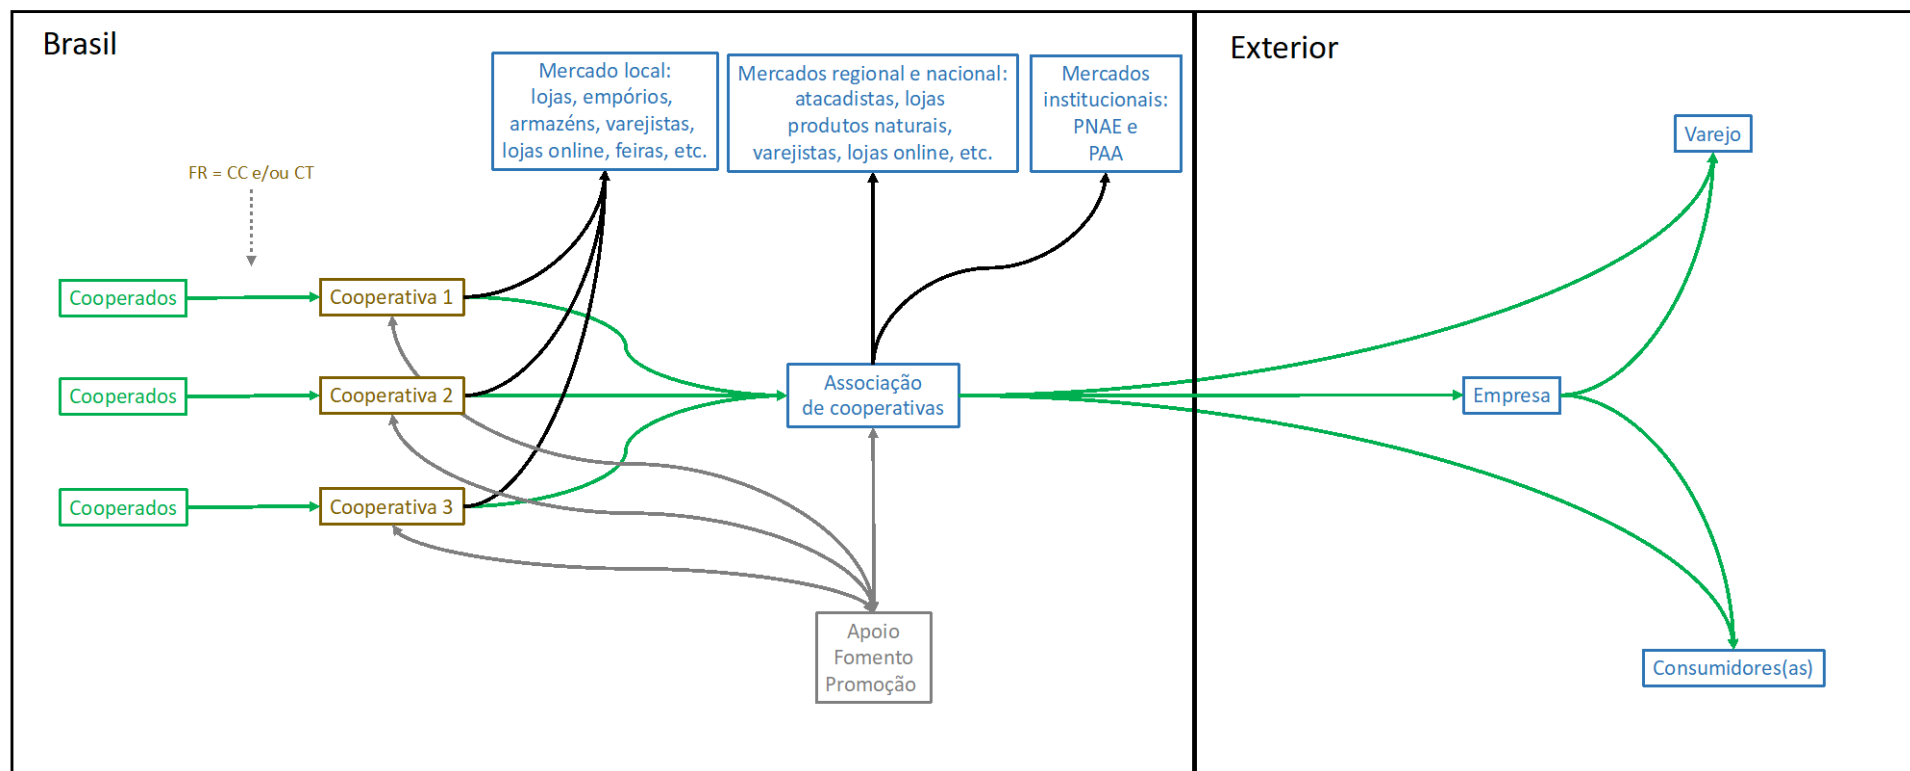 Brasil
Exterior
Mercado local:
lojas, empórios,
armazéns, varejistas,
lojas online, feiras, etc.
Mercados regional e nacional:
atacadistas, lojas
produtos naturais,
varejistas, lojas online, etc.
Mercados
institucionais:
PNAE e
PAA
Varejo
FR = CC e/ou CT
Cooperados
Cooperativa 1
Cooperados
Cooperativa 2
Associação
de cooperativas
Empresa
Cooperados
Cooperativa 3
Apoio
Fomento
Promoção
Consumidores(as)